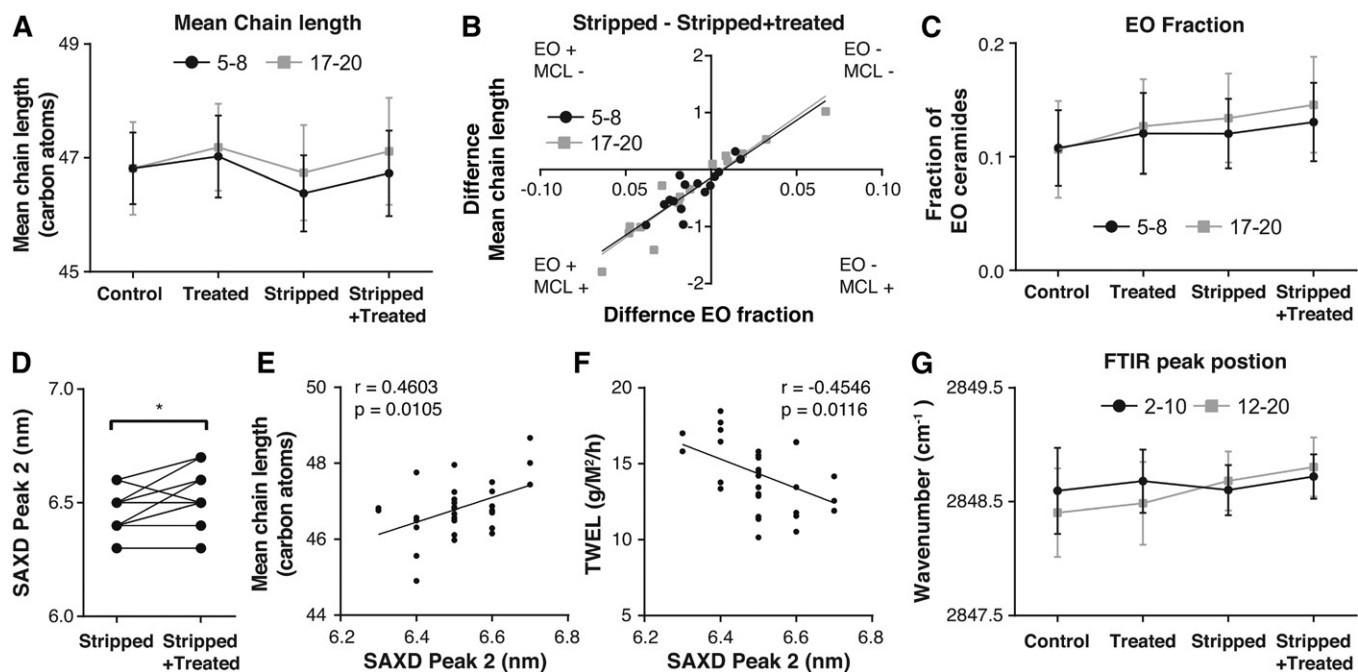 A
Mean Chain length
49
5-8
17-20
Mean chain length
(carbon atoms)
47
45
Control
Treated
Stripped
Stripped
+Treated
B
Stripped - Stripped+treated
EO +
MCL -
2
EO -
MCL -
5-8
17-20
1
Differnce
Mean chain length
-0.10
0.05
0.05
0.10
-1
EO +
MCL +
EO -
MCL +
-2
Differnce EO fraction
C
EO Fraction
0.2
Fraction of
EO ceramides
0.1
5-8
17-20
0.0
Control
Treated
Stripped
Stripped
+Treated
D
7.0
*
SAXD Peak 2 (nm)
6.5
6.0
Stripped
Stripped
+Treated
E
50
r = 0.4603
p = 0.0105
Mean chain length
(carbon atoms)
48
46
44
6.2
6.4
6.6
6.8
SAXD Peak 2 (nm)
F
20
r = -0.4546
p = 0.0116
TWEL (g/M²/h)
15
10
5
6.2
6.4
6.6
6.8
SAXD Peak 2 (nm)
G
FTIR peak postion
2849.5
2-10
12-20
Wavenumber (cm⁻¹)
2848.5
2847.5
Control
Treated
Stripped
Stripped
+Treated